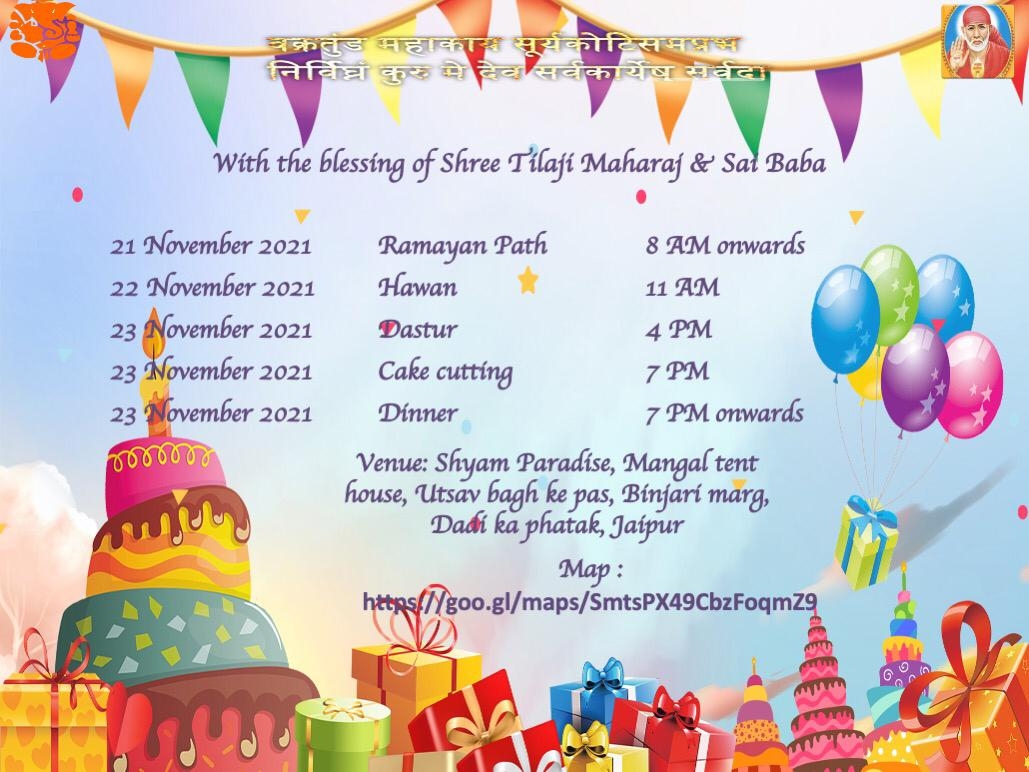 वक्रतुंड महाकाय सूर्यकोटिसमप्रभ
निर्विघ्नं कुरु मे देव सर्वकार्येषु सर्वदा
With the blessing of Shree Tilaji Maharaj & Sai Baba
21 November 2021 Ramayan Path 8 AM onwards
22 November 2021 Hawan 11 AM
23 November 2021 Dastur 4 PM
23 November 2021 Cake cutting 7 PM
23 November 2021 Dinner 7 PM onwards
Venue: Shyam Paradise, Mangal tent
house, Utsav bagh ke pas, Binjari marg,
Dadi ka phatak, Jaipur
Map :
https://goo.gl/maps/SmtsPX49CbzFoqmZ9